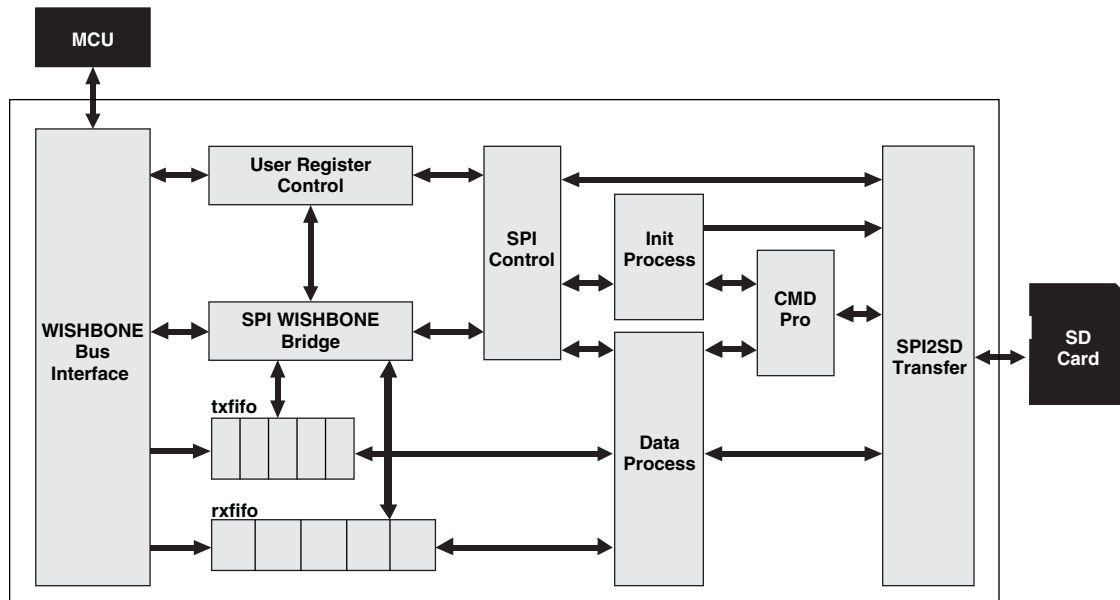 MCU
User Register
Control
SPI
Control
Init
Process
CMD
Pro
SPI WISHBONE
Bridge
WISHBONE
Bus
Interface
SPI2SD
Transfer
SD
Card
txfifo
Data
Process
rxfifo